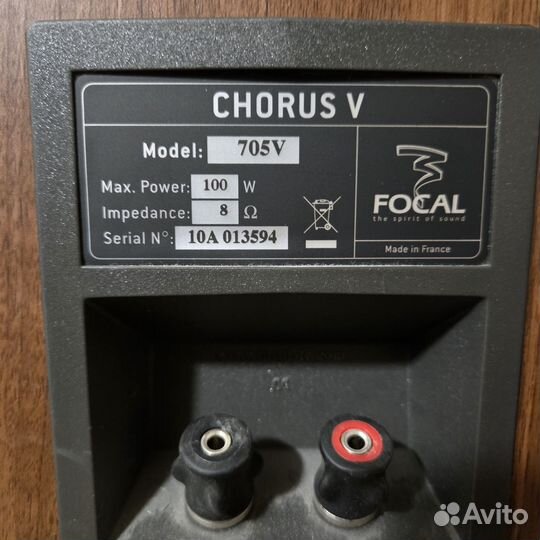 CHORUS V
Model: 705V
Max. Power: 100 W
Impedance: 8 Ω
Serial N°: 10A 013594
FOCAL
the spirit of sound
Made in France
Avito